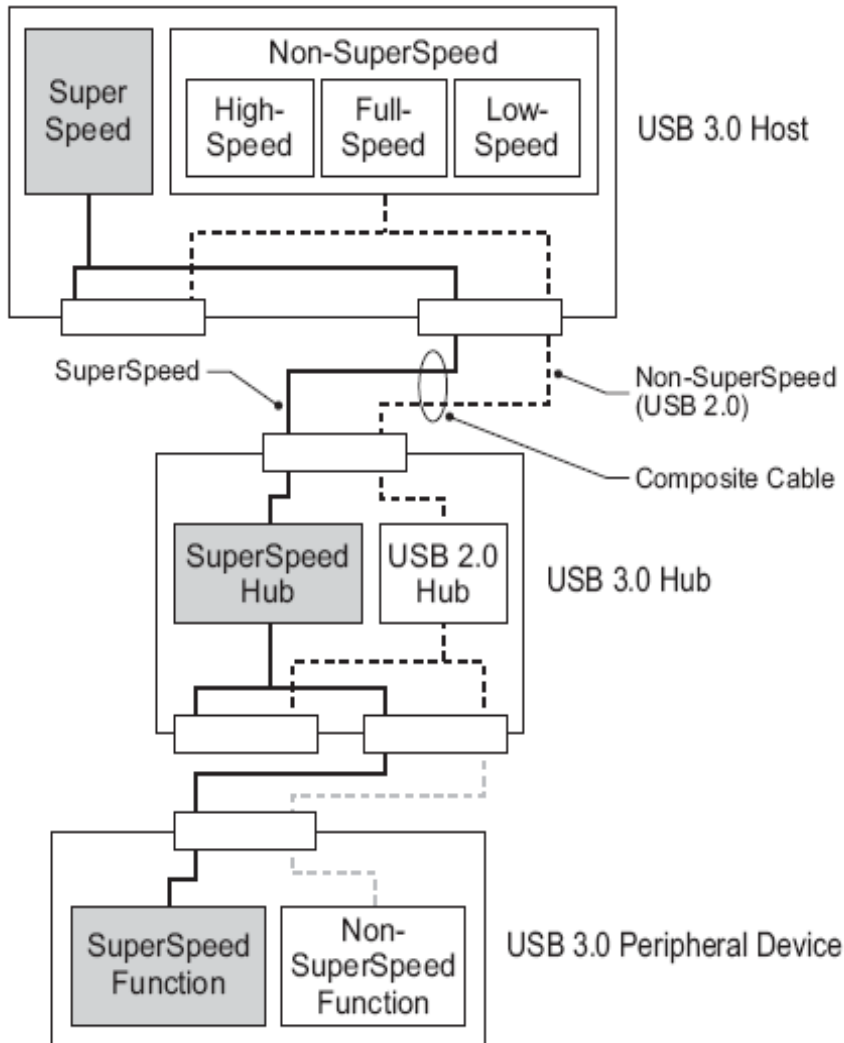 Super
Speed
Non-SuperSpeed
High-
Speed
Full-
Speed
Low-
Speed
USB 3.0 Host
SuperSpeed
Non-SuperSpeed
(USB 2.0)
Composite Cable
SuperSpeed
Hub
USB 2.0
Hub
USB 3.0 Hub
SuperSpeed
Function
Non-
SuperSpeed
Function
USB 3.0 Peripheral Device